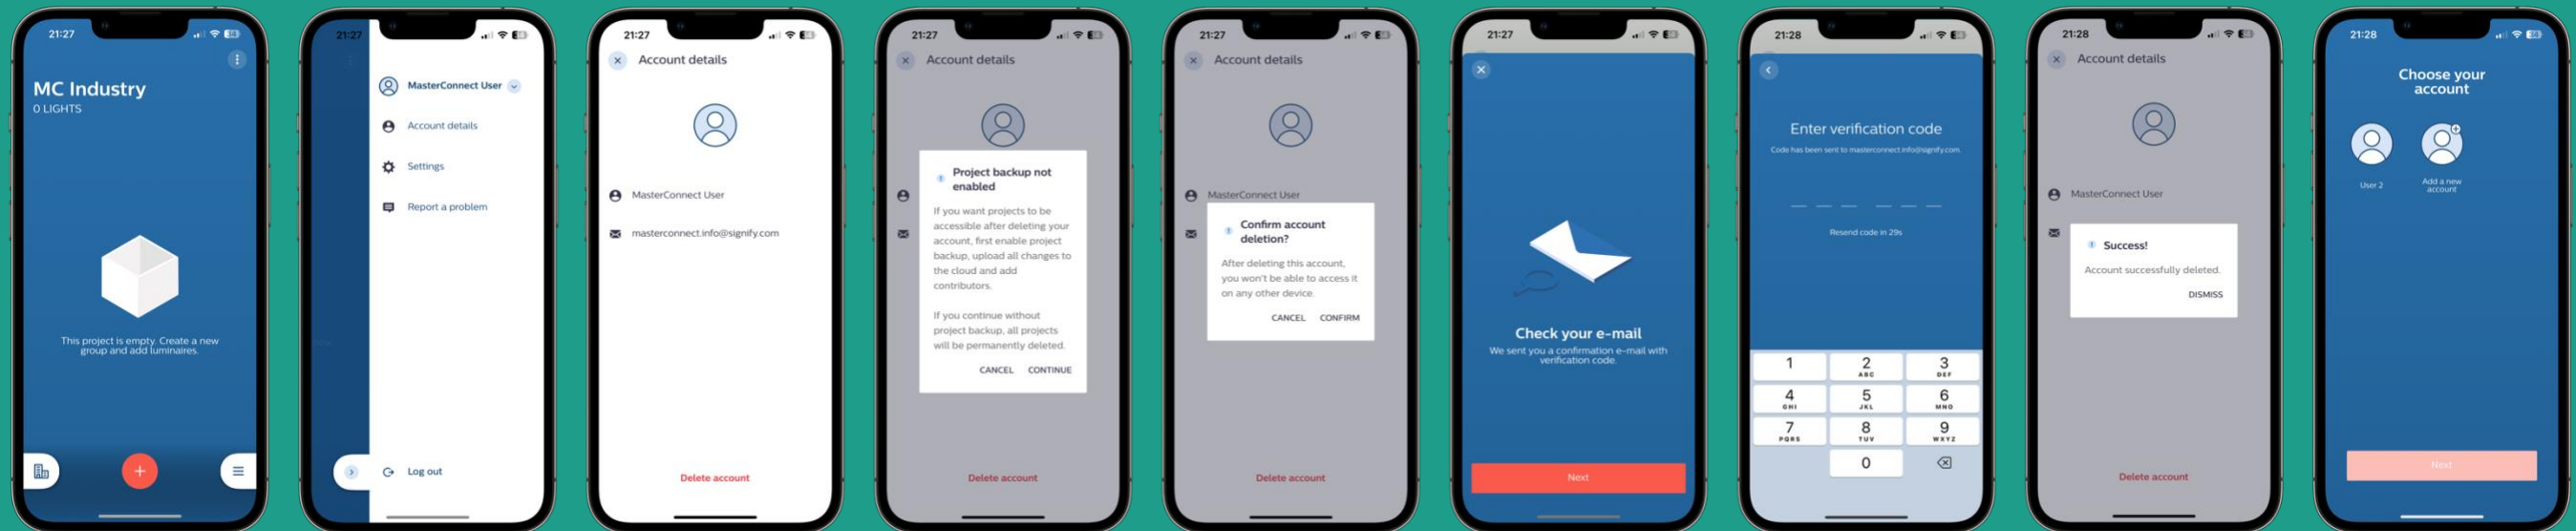 21:27
MC Industry
0 LIGHTS
This project is empty. Create a new
group and add luminaires.
21:27
MasterConnect User
Account details
Settings
Report a problem
Log out
21:27
Account details
MasterConnect User
masterconnect.info@signify.com
Delete account
21:27
Account details
Project backup not
enabled
If you want projects to be
accessible after deleting your
account, first enable project
backup, upload all changes to
the cloud and add
contributors.
If you continue without
project backup, all projects
will be permanently deleted.
CANCEL CONTINUE
Delete account
21:27
Account details
MasterConnect User
Confirm account
deletion?
After deleting this account,
you won't be able to access it
on any other device.
CANCEL CONFIRM
Delete account
21:27
Check your e-mail
We sent you a confirmation e-mail with
verification code.
Next
21:28
Enter verification code
Code has been sent to masterconnect.info@signify.com
Resend code in 29s
1 2 3
ABC DEF
4 5 6
GHI JKL MNO
7 8 9
PQRS TUV WXYZ
0
21:28
Account details
MasterConnect User
Success!
Account successfully deleted.
DISMISS
Delete account
21:28
Choose your
account
User 2
Add a new
account
Next